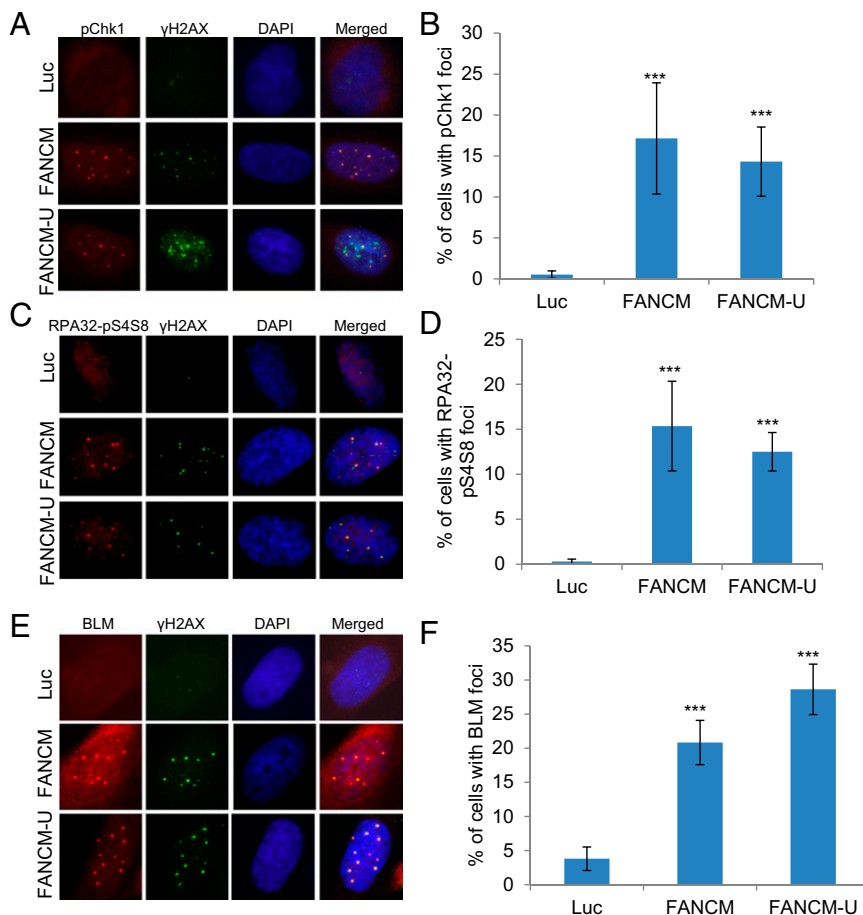 A
pChk1 γH2AX DAPI Merged
Luc
FANCM
FANCM-U
B
% of cells with pChk1 foci
35
30
25
20
15
10
5
0
***
***
Luc FANCM FANCM-U
C
RPA32-pS4S8 γH2AX DAPI Merged
Luc
FANCM
FANCM-U
D
% of cells with RPA32-
pS4S8 foci
25
20
15
10
5
0
***
***
Luc FANCM FANCM-U
E
BLM γH2AX DAPI Merged
Luc
FANCM
FANCM-U
F
% of cells with BLM foci
35
30
25
20
15
10
5
0
***
***
Luc FANCM FANCM-U